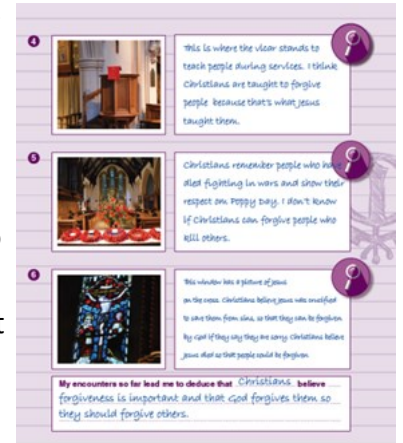 4
This is where the vicar stands to
teach people during services. I think
Christians are taught to forgive
people because that's what Jesus
taught them.
5
Christians remember people who have
died fighting in wars and show their
respect on Poppy Day. I don't know
if Christians can forgive people who
kill others.
6
This window has a picture of Jesus
on the cross. Christians believe Jesus was crucified
to save them from sins, so that they can be forgiven
by God if they say they are sorry. Christians believe
Jesus died so that people could be forgiven
My encounters so far lead me to deduce that Christians believe
forgiveness is important and that God forgives them so
they should forgive others.